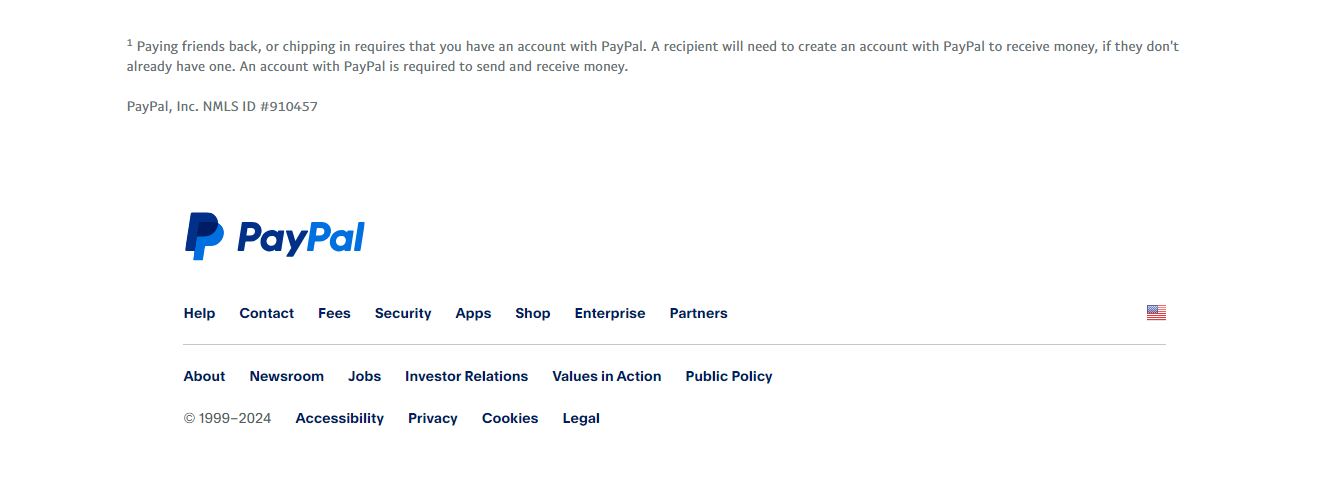 ¹ Paying friends back, or chipping in requires that you have an account with PayPal. A recipient will need to create an account with PayPal to receive money, if they don't
already have one. An account with PayPal is required to send and receive money.
PayPal, Inc. NMLS ID #910457
PayPal
Help Contact Fees Security Apps Shop Enterprise Partners
About Newsroom Jobs Investor Relations Values in Action Public Policy
© 1999–2024 Accessibility Privacy Cookies Legal